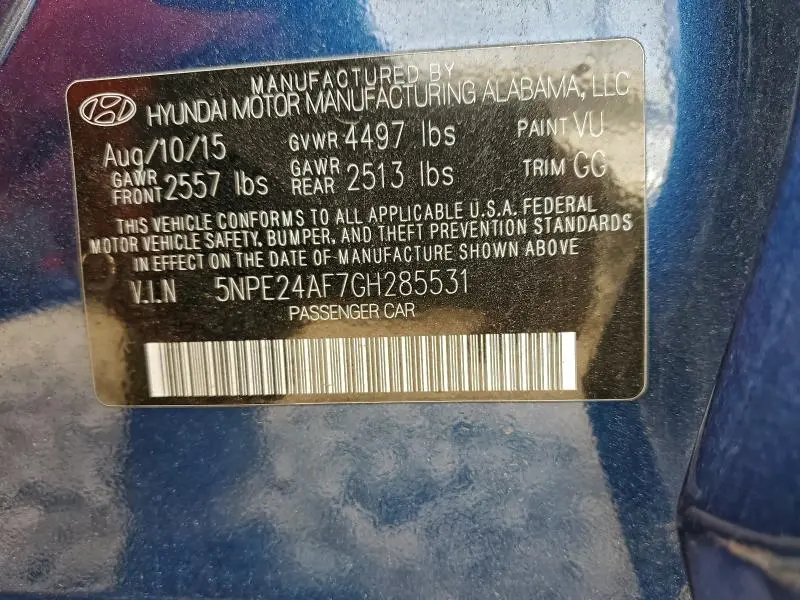 MANUFACTURED BY
HYUNDAI MOTOR MANUFACTURING ALABAMA, LLC
Aug/10/15 GVWR 4497 lbs PAINT VU
GAWR FRONT 2557 lbs GAWR REAR 2513 lbs TRIM GG
THIS VEHICLE CONFORMS TO ALL APPLICABLE U.S.A. FEDERAL
MOTOR VEHICLE SAFETY, BUMPER, AND THEFT PREVENTION STANDARDS
IN EFFECT ON THE DATE OF MANUFACTURE SHOWN ABOVE
V.I.N 5NPE24AF7GH285531
PASSENGER CAR